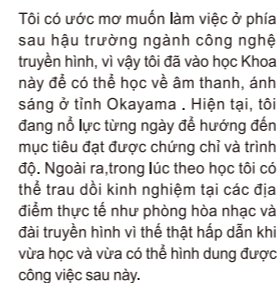 Tôi có ước mơ muốn làm việc ở phía
sau hậu trường ngành công nghệ
truyền hình, vì vậy tôi đã vào học Khoa
này để có thể học về âm thanh, ánh
sáng ở tỉnh Okayama . Hiện tại, tôi
đang nổ lực từng ngày để hướng đến
mục tiêu đạt được chứng chỉ và trình
độ. Ngoài ra,trong lúc theo học tôi có
thể trau dồi kinh nghiệm tại các địa
điểm thực tế như phòng hòa nhạc và
đài truyền hình vì thế thật hấp dẫn khi
vừa học và vừa có thể hình dung được
công việc sau này.